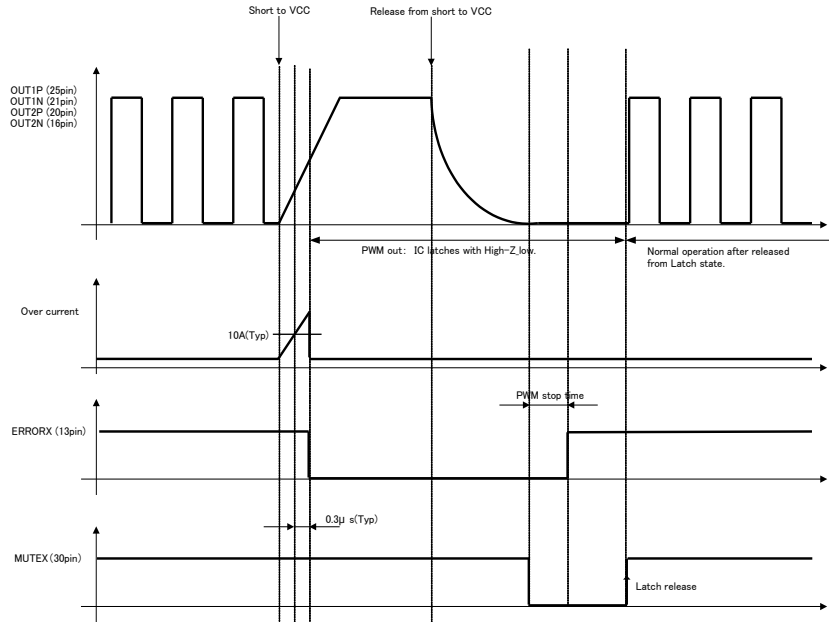 Short to VCC
Release from short to VCC
OUT1P (25pin)
OUT1N (21pin)
OUT2P (20pin)
OUT2N (16pin)
PWM out: IC latches with High-Z_low.
Normal operation after released
from Latch state.
Over current
10A(Typ)
PWM stop time
ERRORX (13pin)
0.3μ s(Typ)
MUTEX (30pin)
Latch release